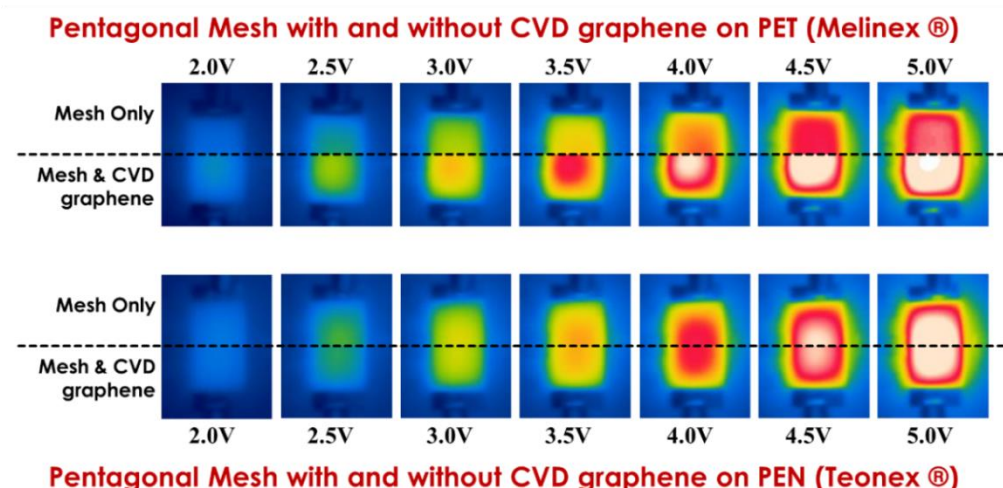 Pentagonal Mesh with and without CVD graphene on PET (Melinex ®)
2.0V 2.5V 3.0V 3.5V 4.0V 4.5V 5.0V
Mesh Only
Mesh & CVD
graphene
Mesh Only
Mesh & CVD
graphene
2.0V 2.5V 3.0V 3.5V 4.0V 4.5V 5.0V
Pentagonal Mesh with and without CVD graphene on PEN (Teonex ®)